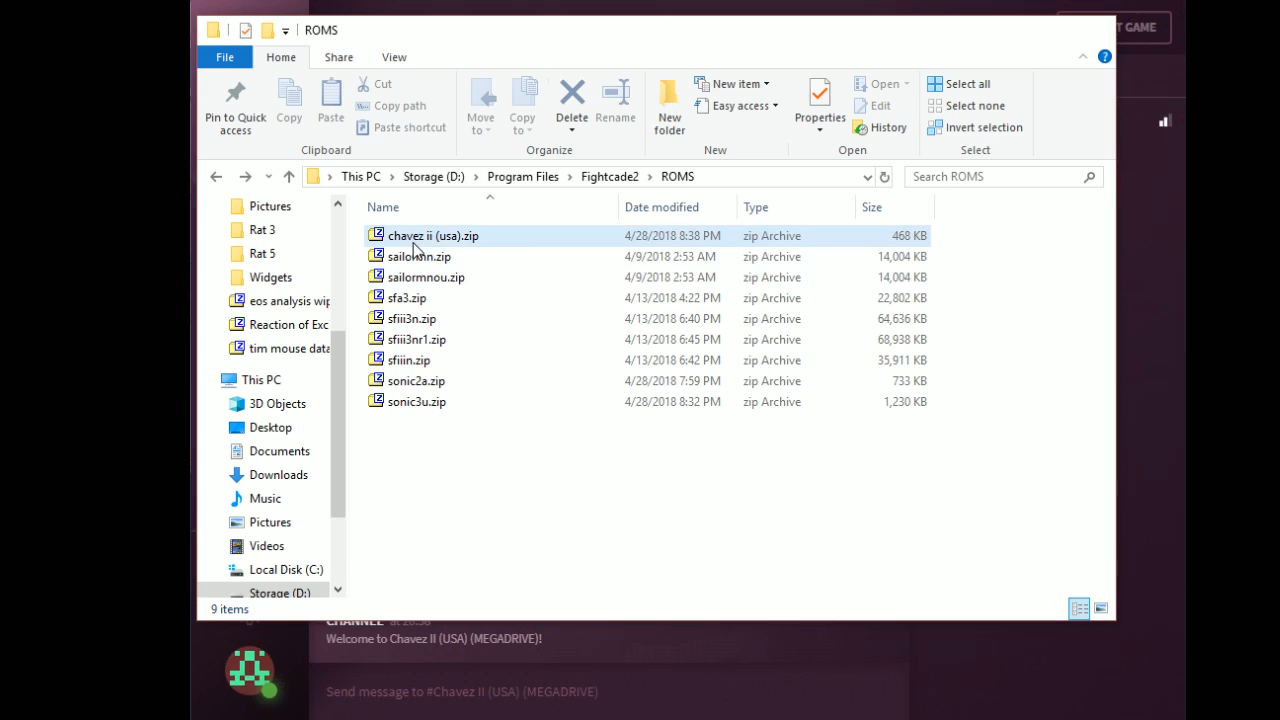 ROMS
T GAME
File Home Share View
Pin to Quick access
Copy
Paste
Cut
Copy path
Paste shortcut
Clipboard
Move to
Copy to
Delete
Rename
Organize
New folder
New item
Easy access
New
Properties
Open
Edit
History
Open
Select all
Select none
Invert selection
Select
This PC Storage (D:) Program Files Fightcade2 ROMS
Search ROMS
Pictures
Rat 3
Rat 5
Widgets
eos analysis wip
Reaction of Exc
tim mouse data
This PC
3D Objects
Desktop
Documents
Downloads
Music
Pictures
Videos
Local Disk (C:)
Storage (D:)
Name Date modified Type Size
chavez ii (usa).zip 4/28/2018 8:38 PM zip Archive 468 KB
sailormn.zip 4/9/2018 2:53 AM zip Archive 14,004 KB
sailormnou.zip 4/9/2018 2:53 AM zip Archive 14,004 KB
sfa3.zip 4/13/2018 4:22 PM zip Archive 22,802 KB
sfiii3n.zip 4/13/2018 6:40 PM zip Archive 64,636 KB
sfiii3nr1.zip 4/13/2018 6:45 PM zip Archive 68,938 KB
sfiiin.zip 4/13/2018 6:42 PM zip Archive 35,911 KB
sonic2a.zip 4/28/2018 7:59 PM zip Archive 733 KB
sonic3u.zip 4/28/2018 8:32 PM zip Archive 1,230 KB
9 items
CHANNEL at 20:38
Welcome to Chavez II (USA) (MEGADRIVE)!
Send message to #Chavez II (USA) (MEGADRIVE)